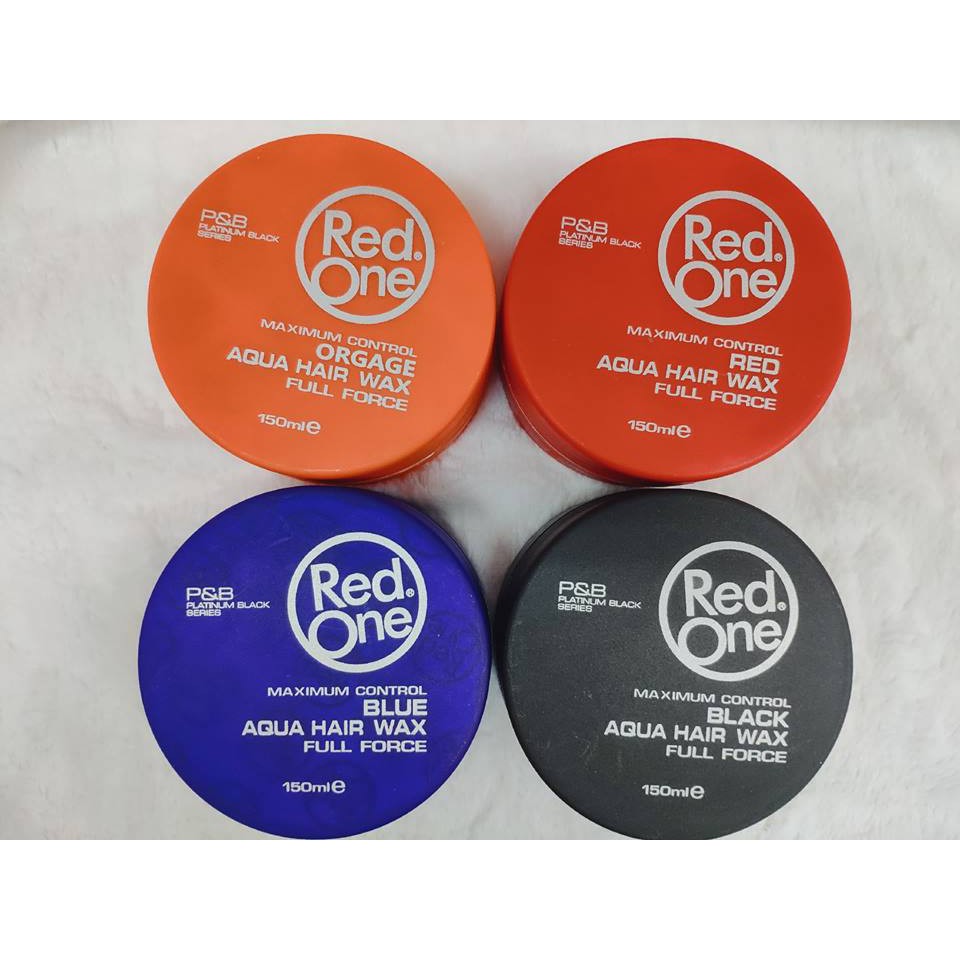 P&B
PLATINUM BLACK
SERIES
Red®
One
MAXIMUM CONTROL
ORGAGE
AQUA HAIR WAX
FULL FORCE
150ml e
P&B
PLATINUM BLACK
SERIES
Red®
One
MAXIMUM CONTROL
RED
AQUA HAIR WAX
FULL FORCE
150ml e
P&B
PLATINUM BLACK
SERIES
Red®
One
MAXIMUM CONTROL
BLUE
AQUA HAIR WAX
FULL FORCE
150ml e
P&B
PLATINUM BLACK
SERIES
Red®
One
MAXIMUM CONTROL
BLACK
AQUA HAIR WAX
FULL FORCE
150ml e